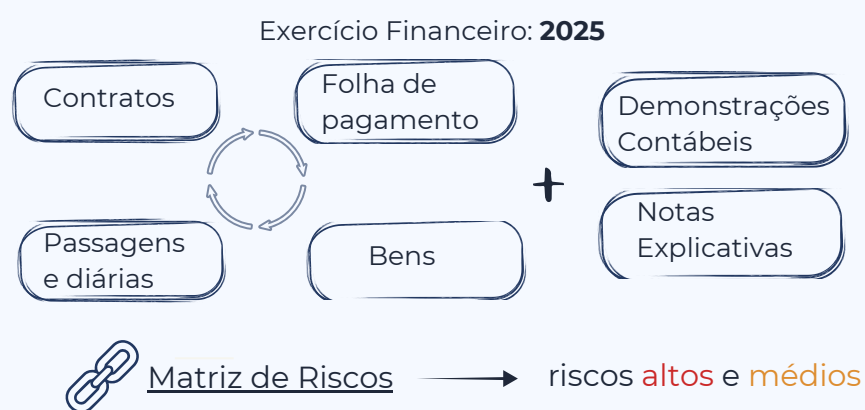 Exercício Financeiro: 2025
Contratos
Folha de
pagamento
Demonstrações
Contábeis
Passagens
e diárias
Bens
Notas
Explicativas
Matriz de Riscos
riscos altos e médios